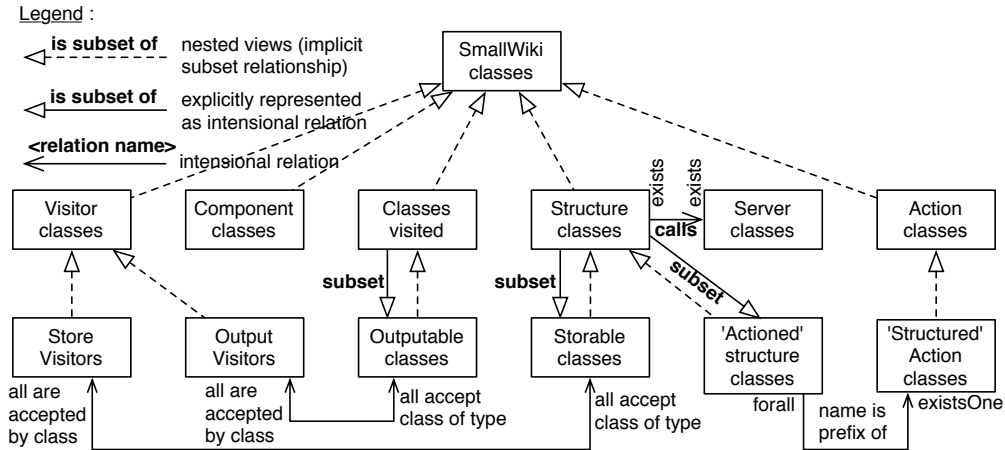 Legend :
is subset of
nested views (implicit
subset relationship)
is subset of
explicitly represented
as intensional relation
<relation name>
intensional relation
SmallWiki
classes
Visitor
classes
Component
classes
Classes
visited
Structure
classes
exists
exists
calls
Server
classes
Action
classes
subset
subset
subset
Store
Visitors
Output
Visitors
Outputable
classes
Storable
classes
'Actioned'
structure
classes
'Structured'
Action
classes
all are
accepted
by class
all are
accepted
by class
all accept
class of type
all accept
class of type
forall
name is
prefix of
existsOne